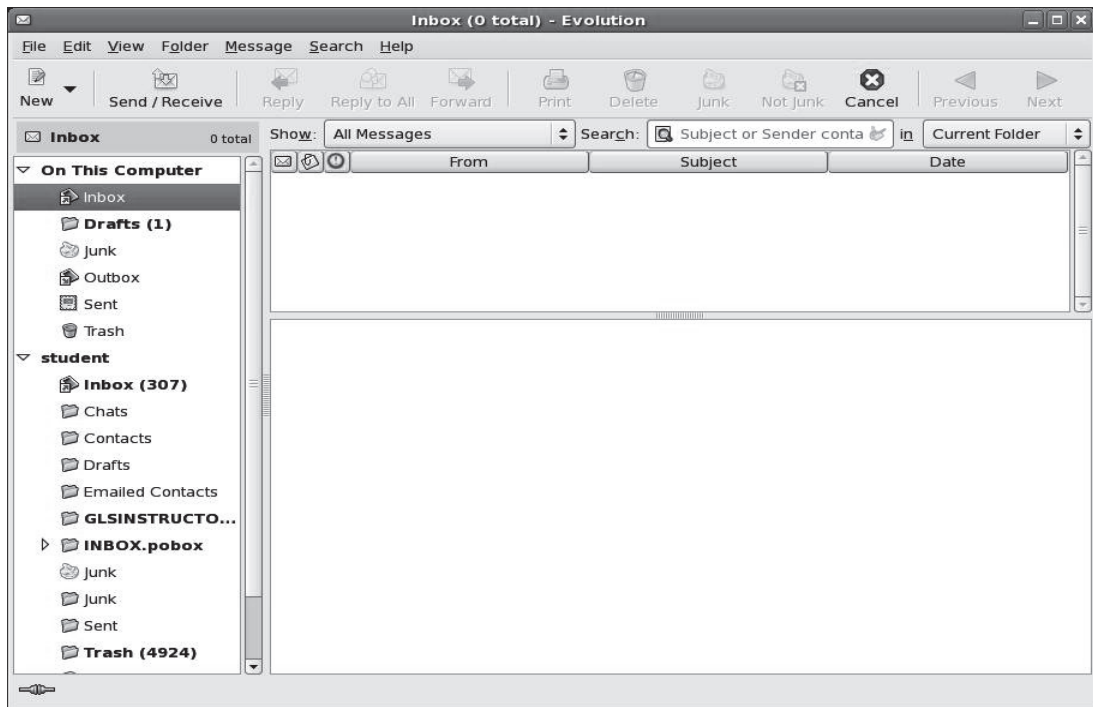 Inbox (0 total) - Evolution
File Edit View Folder Message Search Help
New Send / Receive Reply Reply to All Forward Print Delete Junk Not Junk Cancel Previous Next
Inbox 0 total Show: All Messages Search: Subject or Sender conta in Current Folder
From Subject Date
On This Computer
Inbox
Drafts (1)
Junk
Outbox
Sent
Trash
student
Inbox (307)
Chats
Contacts
Drafts
Emailed Contacts
GLSINSTRUCTO...
INBOX.pobox
Junk
Junk
Sent
Trash (4924)